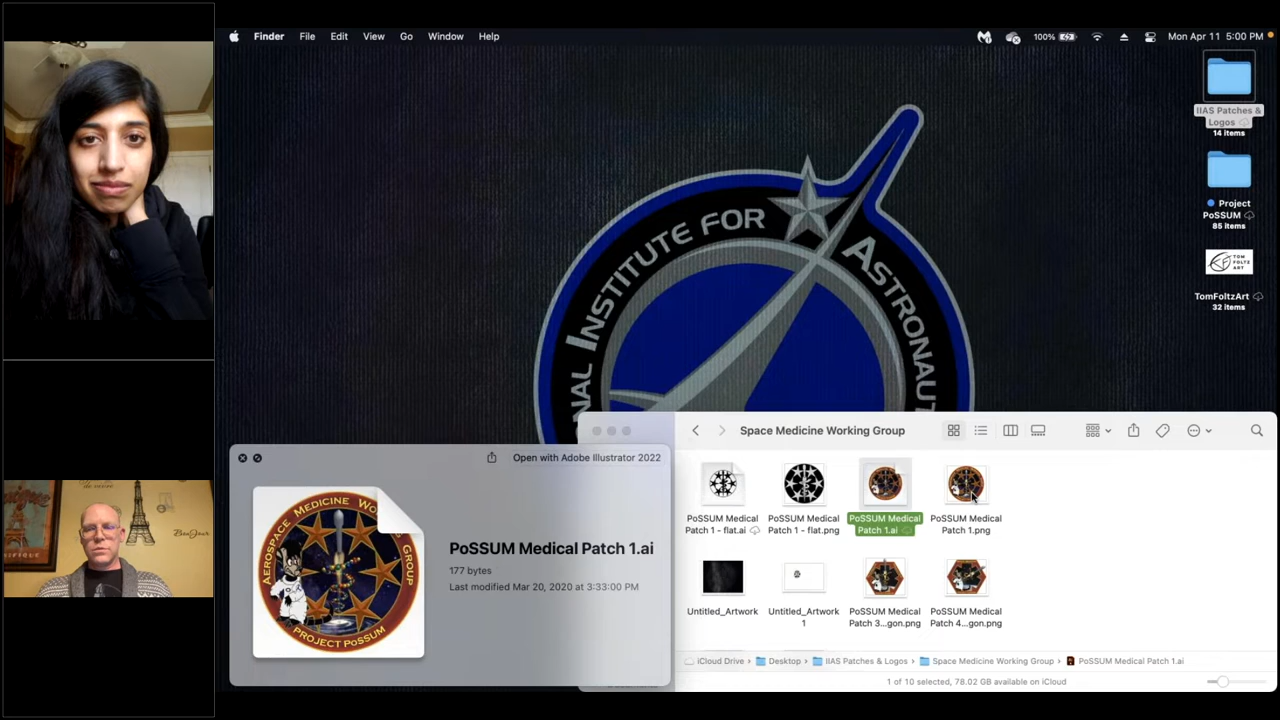 Finder File Edit View Go Window Help
100%
Mon Apr 11 5:00 PM
IIAS Patches &
Logos
14 items
Project
PoSSUM
85 items
TOM
FOLTZ
ART
TomFoltzArt
32 items
NAL INSTITUTE FOR ASTRONAUT
Open with Adobe Illustrator 2022
AEROSPACE MEDICINE WO GROUP
PROJECT POSSUM
PoSSUM Medical Patch 1.ai
177 bytes
Last modified Mar 20, 2020 at 3:33:00 PM
Space Medicine Working Group
PoSSUM Medical
Patch 1 - flat.ai
PoSSUM Medical
Patch 1 - flat.png
PoSSUM Medical
Patch 1.ai
PoSSUM Medical
Patch 1.png
Untitled_Artwork
Untitled_Artwork
1
PoSSUM Medical
Patch 3...gon.png
PoSSUM Medical
Patch 4...gon.png
iCloud Drive › Desktop › IIAS Patches & Logos › Space Medicine Working Group › PoSSUM Medical Patch 1.ai
1 of 10 selected, 78.02 GB available on iCloud